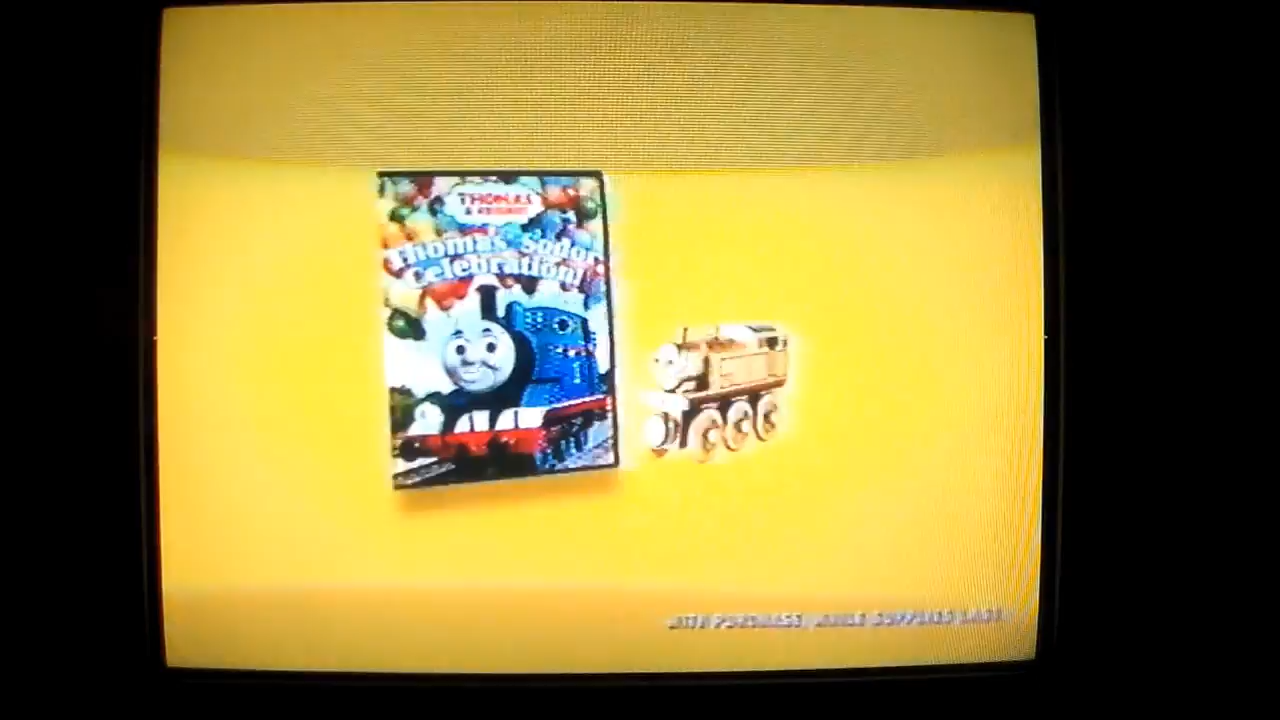 THOMAS
& FRIENDS
Thomas' Sodor
Celebration!
WITH PURCHASE, WHILE SUPPLIES LAST